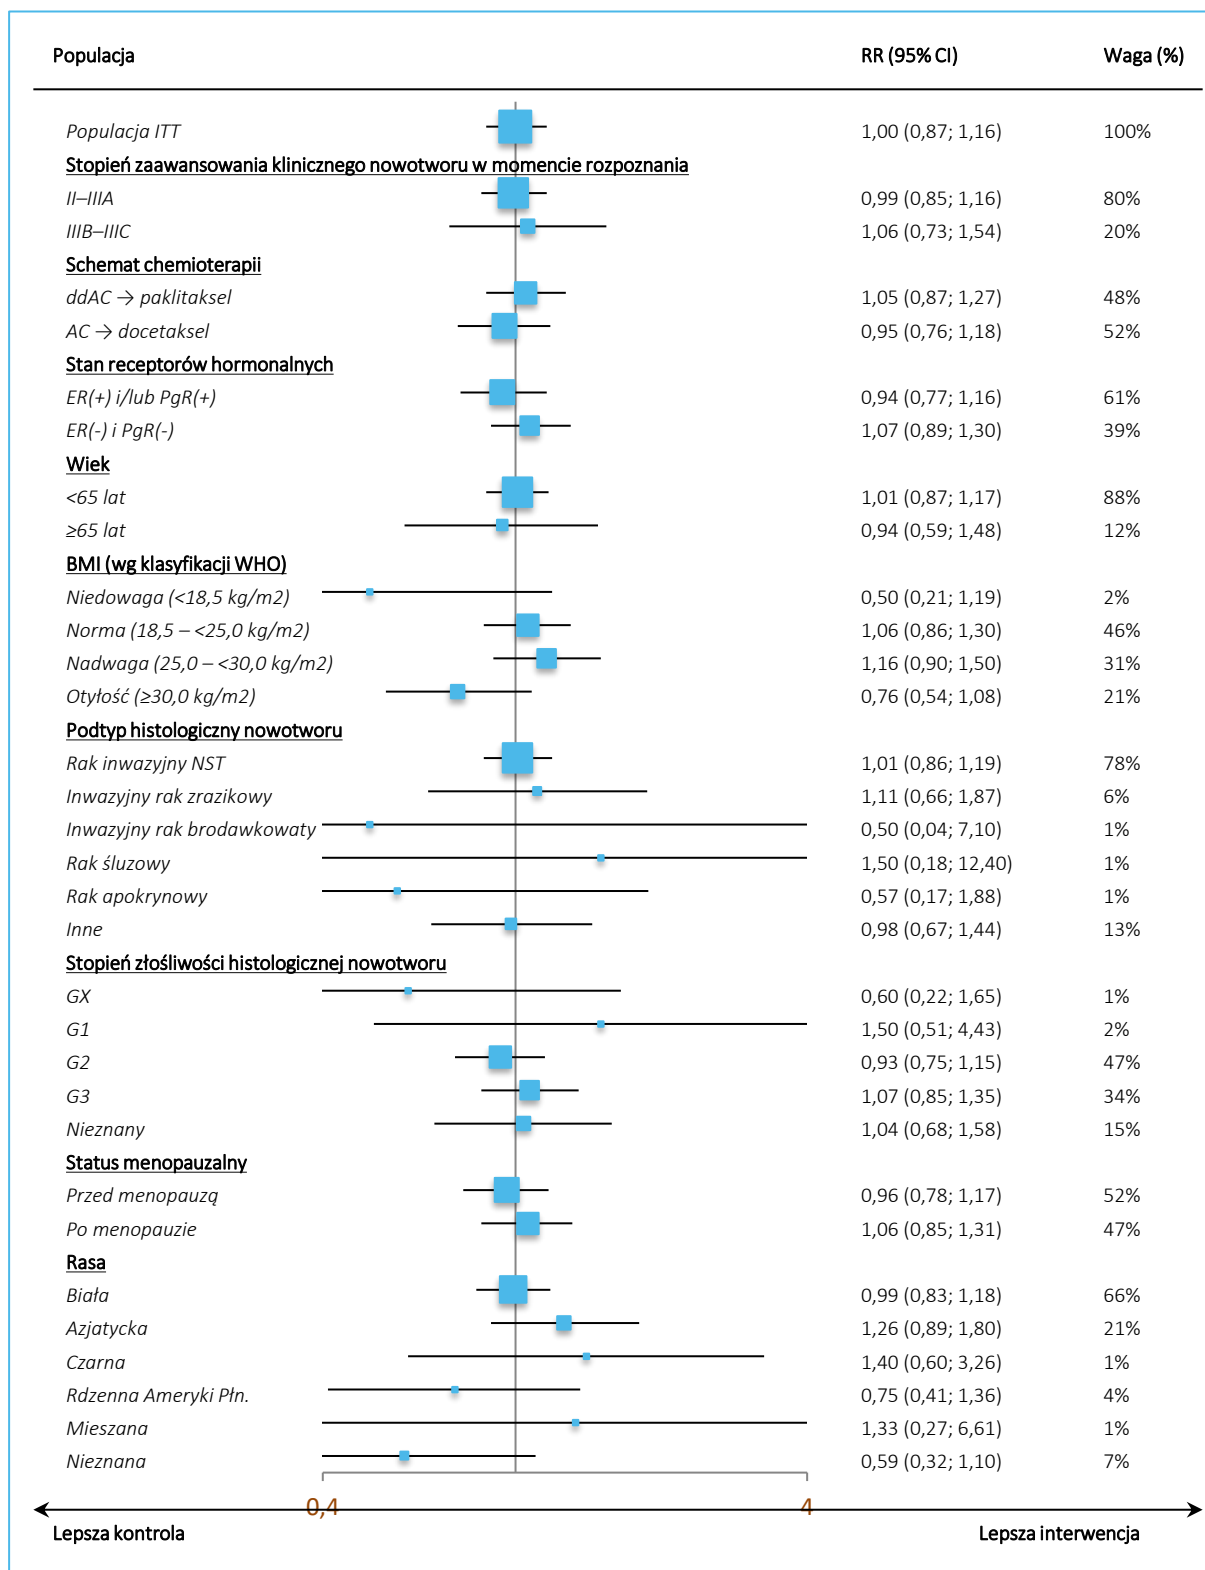 Populacja RR (95% CI) Waga (%)
Populacja ITT 1,00 (0,87; 1,16) 100%
Stopień zaawansowania klinicznego nowotworu w momencie rozpoznania
II–IIIA 0,99 (0,85; 1,16) 80%
IIIB–IIIC 1,06 (0,73; 1,54) 20%
Schemat chemioterapii
ddAC → paklitaksel 1,05 (0,87; 1,27) 48%
AC → docetaksel 0,95 (0,76; 1,18) 52%
Stan receptorów hormonalnych
ER(+) i/lub PgR(+) 0,94 (0,77; 1,16) 61%
ER(-) i PgR(-) 1,07 (0,89; 1,30) 39%
Wiek
<65 lat 1,01 (0,87; 1,17) 88%
≥65 lat 0,94 (0,59; 1,48) 12%
BMI (wg klasyfikacji WHO)
Niedowaga (<18,5 kg/m2) 0,50 (0,21; 1,19) 2%
Norma (18,5 – <25,0 kg/m2) 1,06 (0,86; 1,30) 46%
Nadwaga (25,0 – <30,0 kg/m2) 1,16 (0,90; 1,50) 31%
Otyłość (≥30,0 kg/m2) 0,76 (0,54; 1,08) 21%
Podtyp histologiczny nowotworu
Rak inwazyjny NST 1,01 (0,86; 1,19) 78%
Inwazyjny rak zrazikowy 1,11 (0,66; 1,87) 6%
Inwazyjny rak brodawkowaty 0,50 (0,04; 7,10) 1%
Rak śluzowy 1,50 (0,18; 12,40) 1%
Rak apokrynowy 0,57 (0,17; 1,88) 1%
Inne 0,98 (0,67; 1,44) 13%
Stopień złośliwości histologicznej nowotworu
GX 0,60 (0,22; 1,65) 1%
G1 1,50 (0,51; 4,43) 2%
G2 0,93 (0,75; 1,15) 47%
G3 1,07 (0,85; 1,35) 34%
Nieznany 1,04 (0,68; 1,58) 15%
Status menopauzalny
Przed menopauzą 0,96 (0,78; 1,17) 52%
Po menopauzie 1,06 (0,85; 1,31) 47%
Rasa
Biała 0,99 (0,83; 1,18) 66%
Azjatycka 1,26 (0,89; 1,80) 21%
Czarna 1,40 (0,60; 3,26) 1%
Rdzenna Ameryki Płn. 0,75 (0,41; 1,36) 4%
Mieszana 1,33 (0,27; 6,61) 1%
Nieznana 0,59 (0,32; 1,10) 7%
0,4 4
Lepsza kontrola Lepsza interwencja